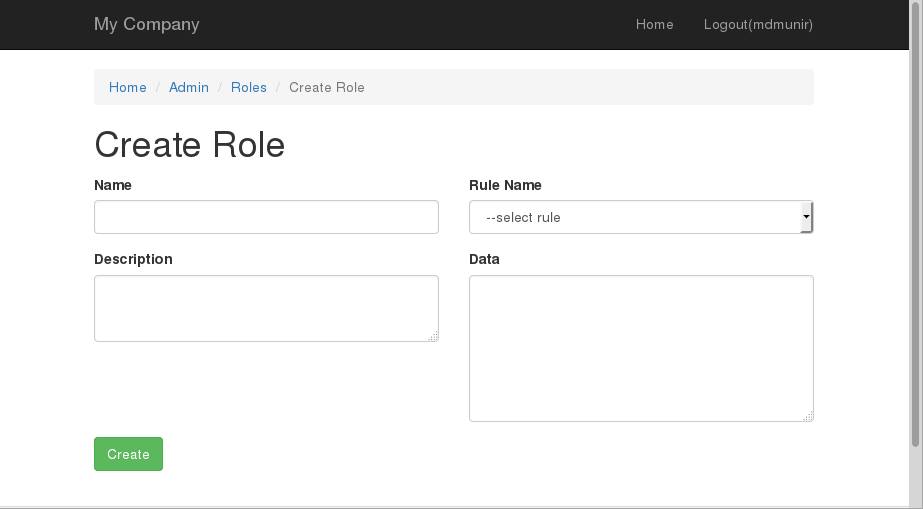 My Company Home Logout(mdmunir)
Home / Admin / Roles / Create Role
Create Role
Name Rule Name
--select rule
Description Data
Create